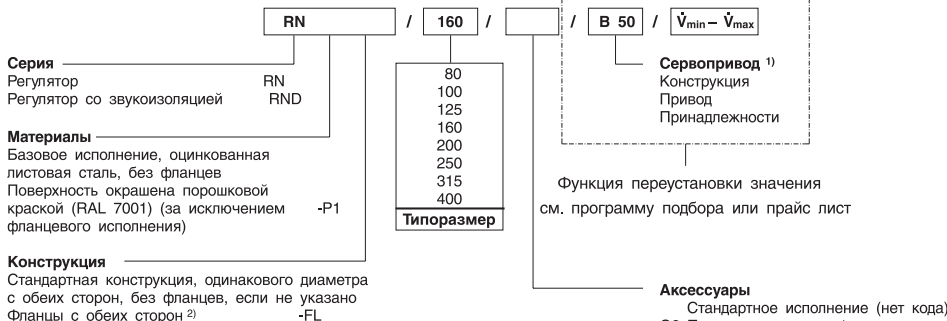 RN / 160 / / B 50 / V̇min – V̇max
Серия
Регулятор RN
Регулятор со звукоизоляцией RND
Материалы
Базовое исполнение, оцинкованная
листовая сталь, без фланцев
Поверхность окрашена порошковой
краской (RAL 7001) (за исключением -P1
фланцевого исполнения)
Конструкция
Стандартная конструкция, одинакового диаметра
с обеих сторон, без фланцев, если не указано
Фланцы с обеих сторон 2) -FL
80
100
125
160
200
250
315
400
Типоразмер
Сервопривод 1)
Конструкция
Привод
Принадлежности
Функция переустановки значения
см. программу подбора или прайс лист
Аксессуары
Стандартное исполнение (нет кода)